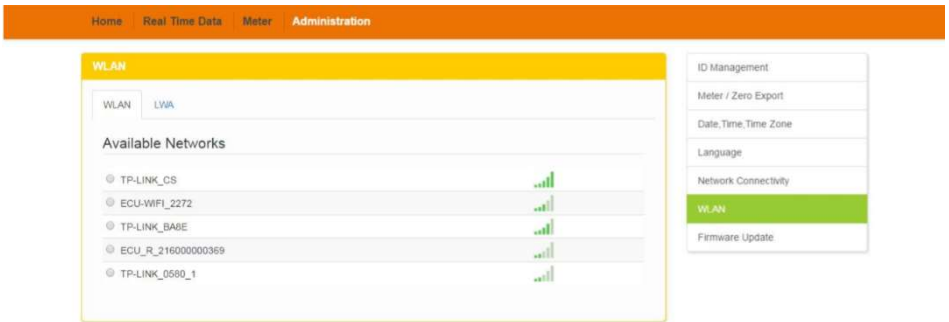 Home Real Time Data Meter Administration
WLAN
WLAN LWA
Available Networks
TP-LINK_CS
ECU-WIFI_2272
TP-LINK_BA8E
ECU_R_216000000369
TP-LINK_0580_1
ID Management
Meter / Zero Export
Date,Time,Time Zone
Language
Network Connectivity
WLAN
Firmware Update